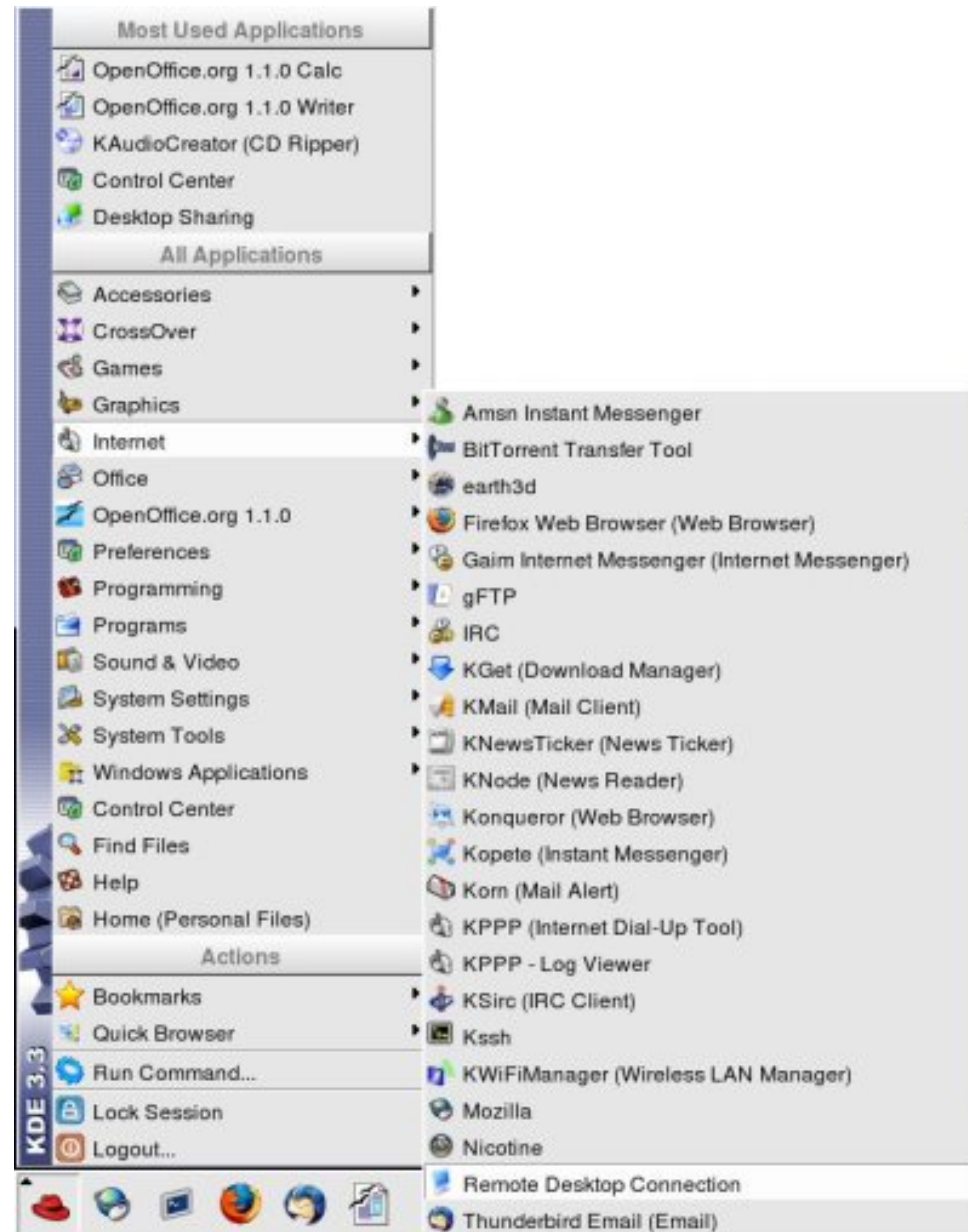 Most Used Applications
OpenOffice.org 1.1.0 Calc
OpenOffice.org 1.1.0 Writer
KAudioCreator (CD Ripper)
Control Center
Desktop Sharing
All Applications
Accessories
CrossOver
Games
Graphics
Internet
Office
OpenOffice.org 1.1.0
Preferences
Programming
Programs
Sound & Video
System Settings
System Tools
Windows Applications
Control Center
Find Files
Help
Home (Personal Files)
Actions
Bookmarks
Quick Browser
Run Command...
Lock Session
Logout...
KDE 3.3
Amsn Instant Messenger
BitTorrent Transfer Tool
earth3d
Firefox Web Browser (Web Browser)
Gaim Internet Messenger (Internet Messenger)
gFTP
IRC
KGet (Download Manager)
KMail (Mail Client)
KNewsTicker (News Ticker)
KNode (News Reader)
Konqueror (Web Browser)
Kopete (Instant Messenger)
Korn (Mail Alert)
KPPP (Internet Dial-Up Tool)
KPPP - Log Viewer
KSirc (IRC Client)
Kssh
KWiFiManager (Wireless LAN Manager)
Mozilla
Nicotine
Remote Desktop Connection
Thunderbird Email (Email)